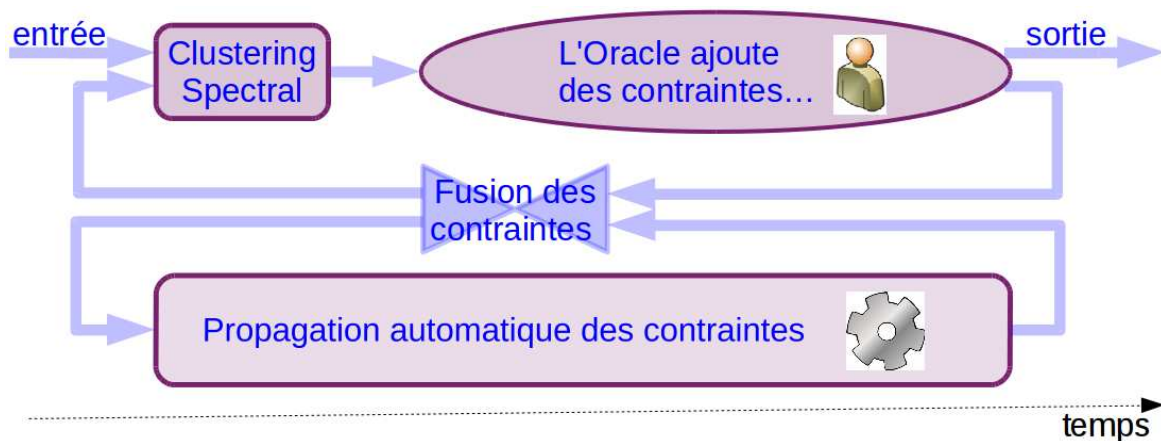 entrée
Clustering
Spectral
L'Oracle ajoute
des contraintes…
sortie
Fusion des
contraintes
Propagation automatique des contraintes
temps